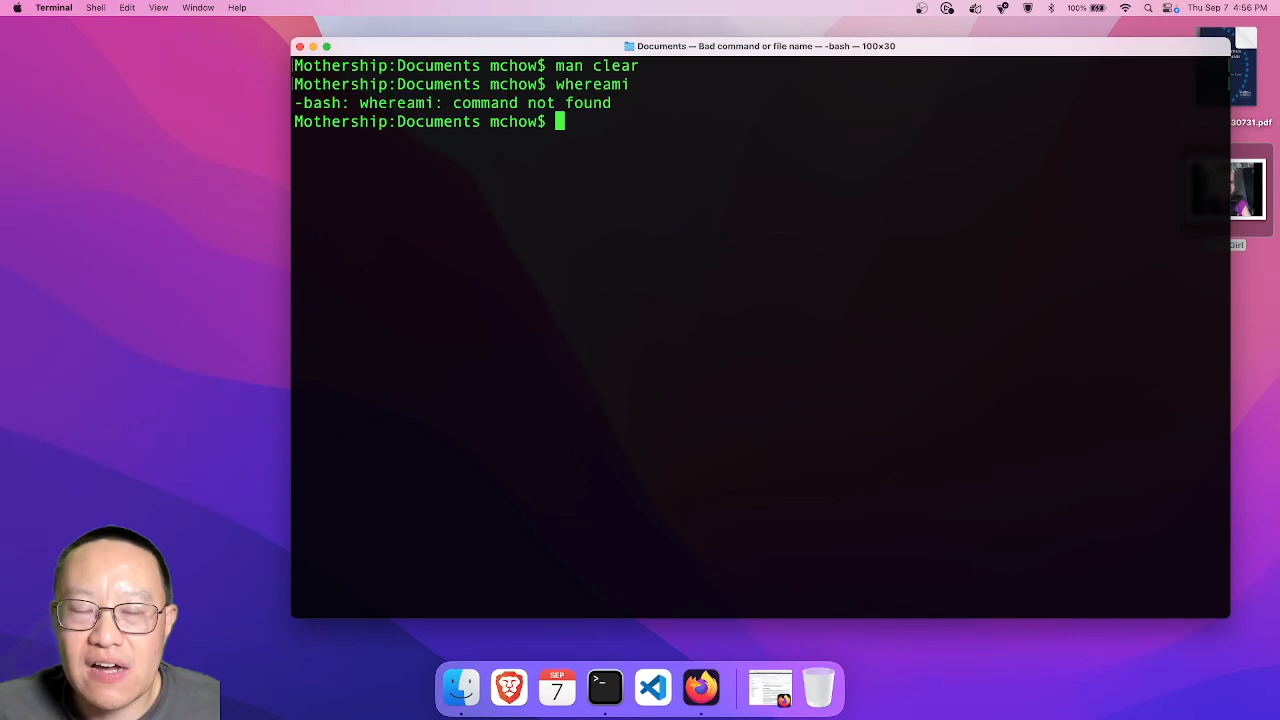 Terminal Shell Edit View Window Help 100% Thu Sep 7 4:56 PM
Documents — Bad command or file name — -bash — 100×30
Mothership:Documents mchow$ man clear
Mothership:Documents mchow$ whereami
-bash: whereami: command not found
Mothership:Documents mchow$
30731.pdf
Girl
SEP
7
>_